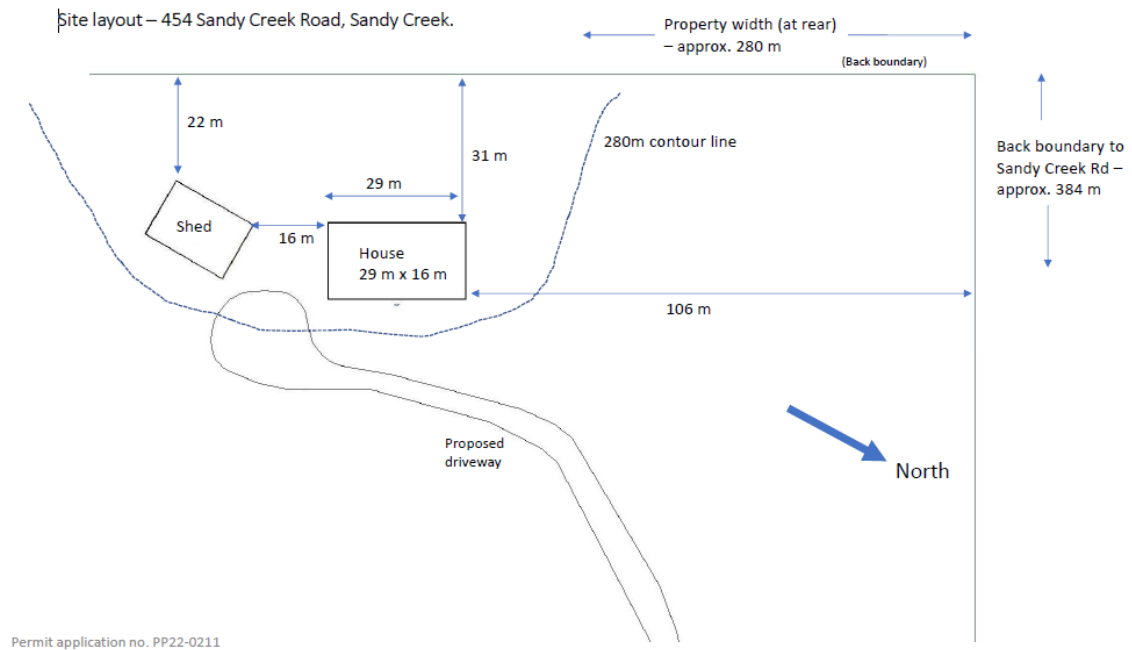 Site layout – 454 Sandy Creek Road, Sandy Creek.
Property width (at rear)
– approx. 280 m
(Back boundary)
22 m
31 m
280m contour line
Back boundary to
Sandy Creek Rd –
approx. 384 m
29 m
Shed
16 m
House
29 m x 16 m
106 m
Proposed
driveway
North
Permit application no. PP22-0211